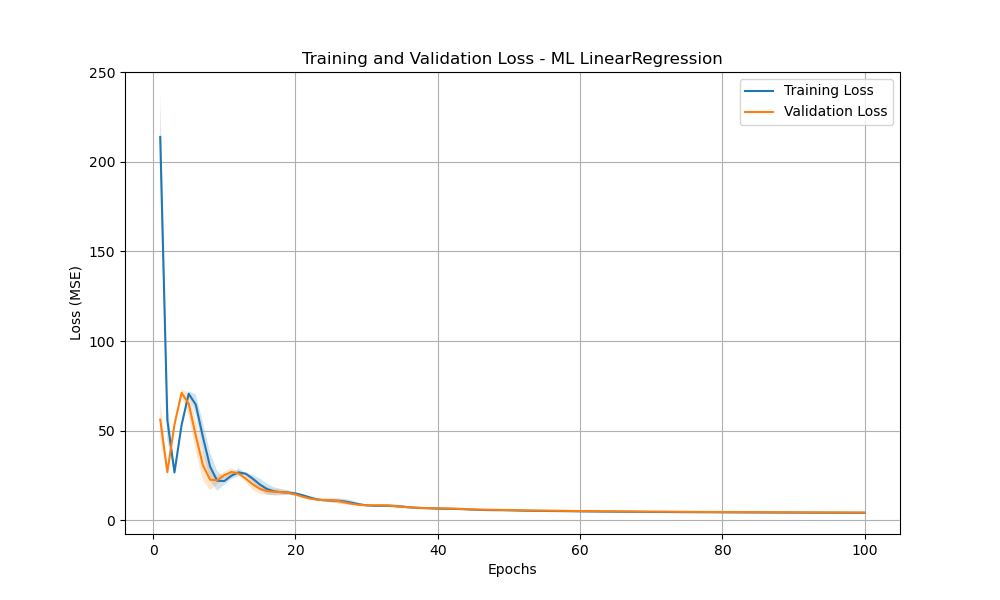 Training and Validation Loss - ML LinearRegression
Training Loss
Validation Loss
Loss (MSE)
250
200
150
100
50
0
0 20 40 60 80 100
Epochs